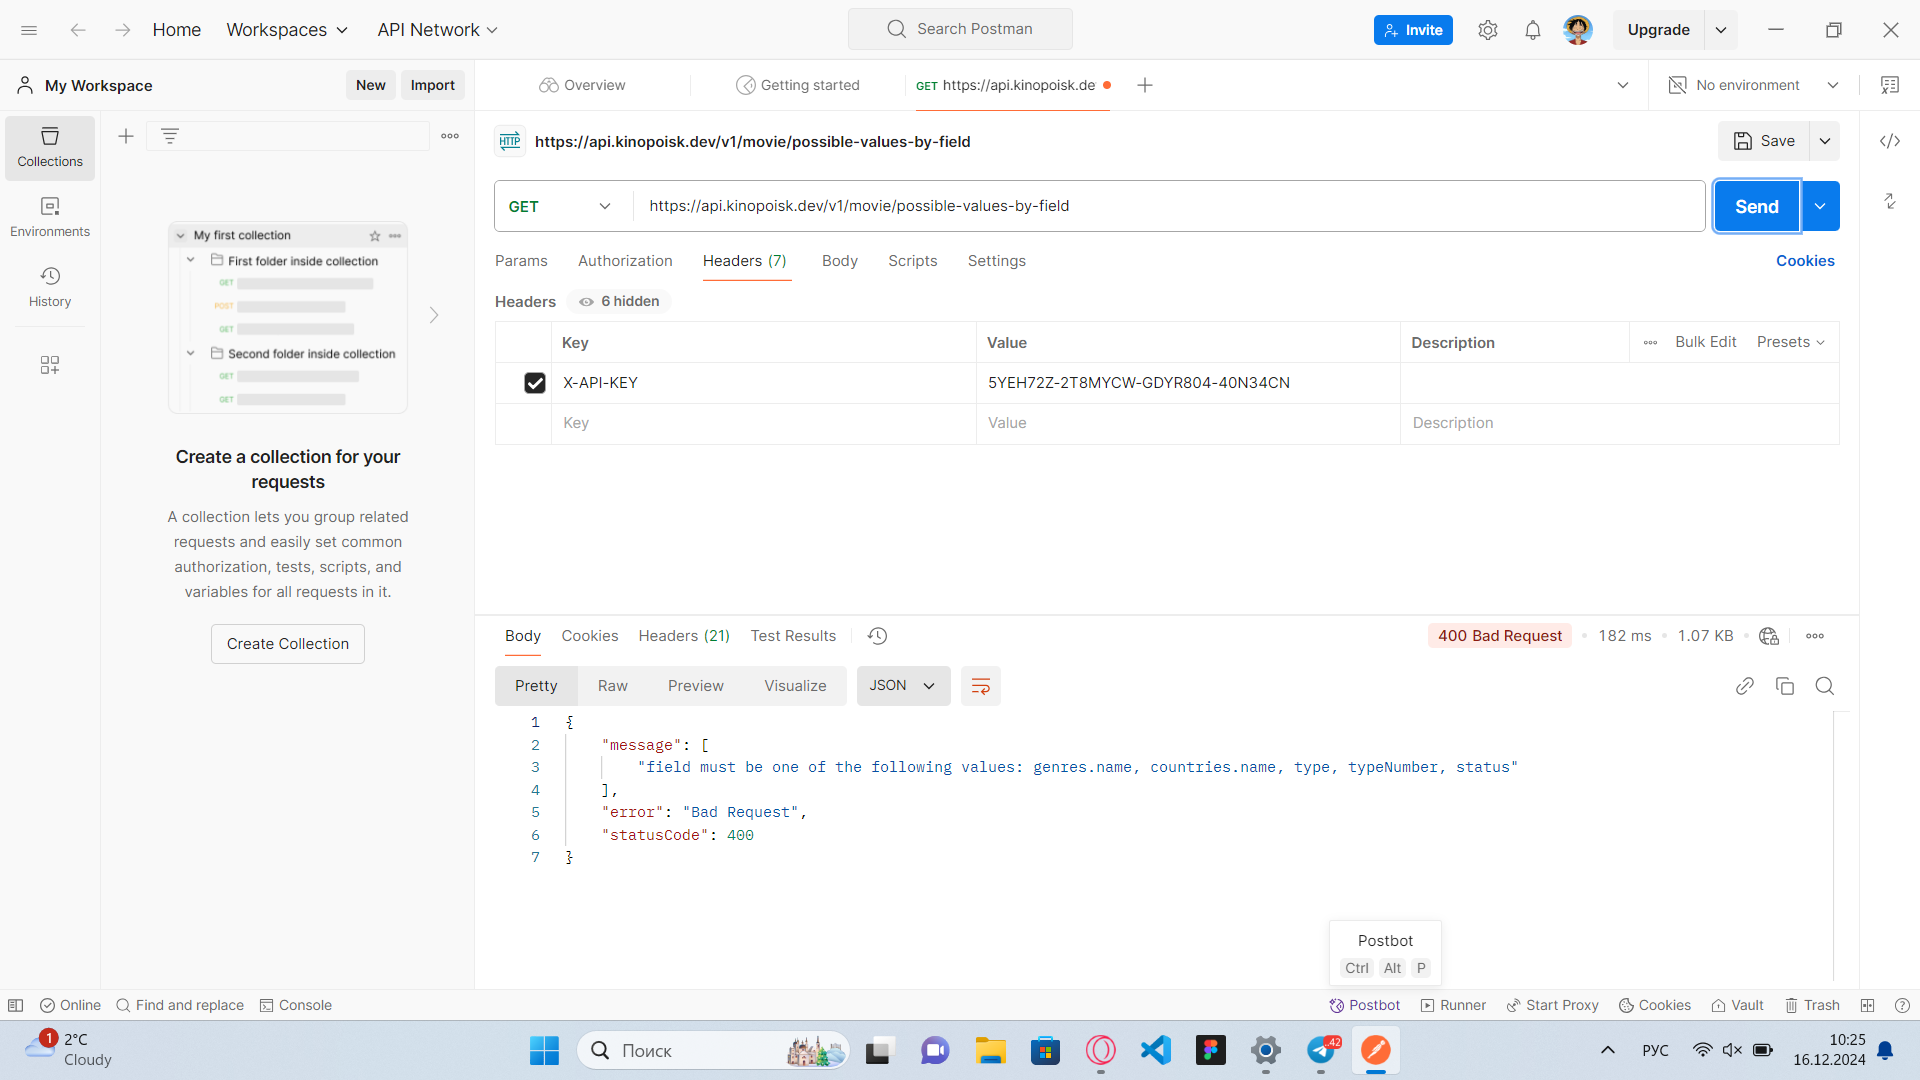 Home
Workspaces
API Network
Search Postman
Invite
Upgrade
My Workspace
New
Import
Overview
Getting started
GET https://api.kinopoisk.de
No environment
Collections
Environments
History
My first collection
First folder inside collection
GET
POST
GET
Second folder inside collection
GET
GET
Create a collection for your
requests
A collection lets you group related
requests and easily set common
authorization, tests, scripts, and
variables for all requests in it.
Create Collection
HTTP https://api.kinopoisk.dev/v1/movie/possible-values-by-field
Save
GET
https://api.kinopoisk.dev/v1/movie/possible-values-by-field
Send
Params
Authorization
Headers (7)
Body
Scripts
Settings
Cookies
Headers
6 hidden
Key
Value
Description
Bulk Edit
Presets
X-API-KEY
5YEH72Z-2T8MYCW-GDYR804-40N34CN
Key
Value
Description
Body
Cookies
Headers (21)
Test Results
400 Bad Request
182 ms
1.07 KB
Pretty
Raw
Preview
Visualize
JSON
1 {
2 "message": [
3 "field must be one of the following values: genres.name, countries.name, type, typeNumber, status"
4 ],
5 "error": "Bad Request",
6 "statusCode": 400
7 }
Postbot
Ctrl Alt P
Online
Find and replace
Console
Postbot
Runner
Start Proxy
Cookies
Vault
Trash
1
2°C
Cloudy
Поиск
42
РУС
10:25
16.12.2024